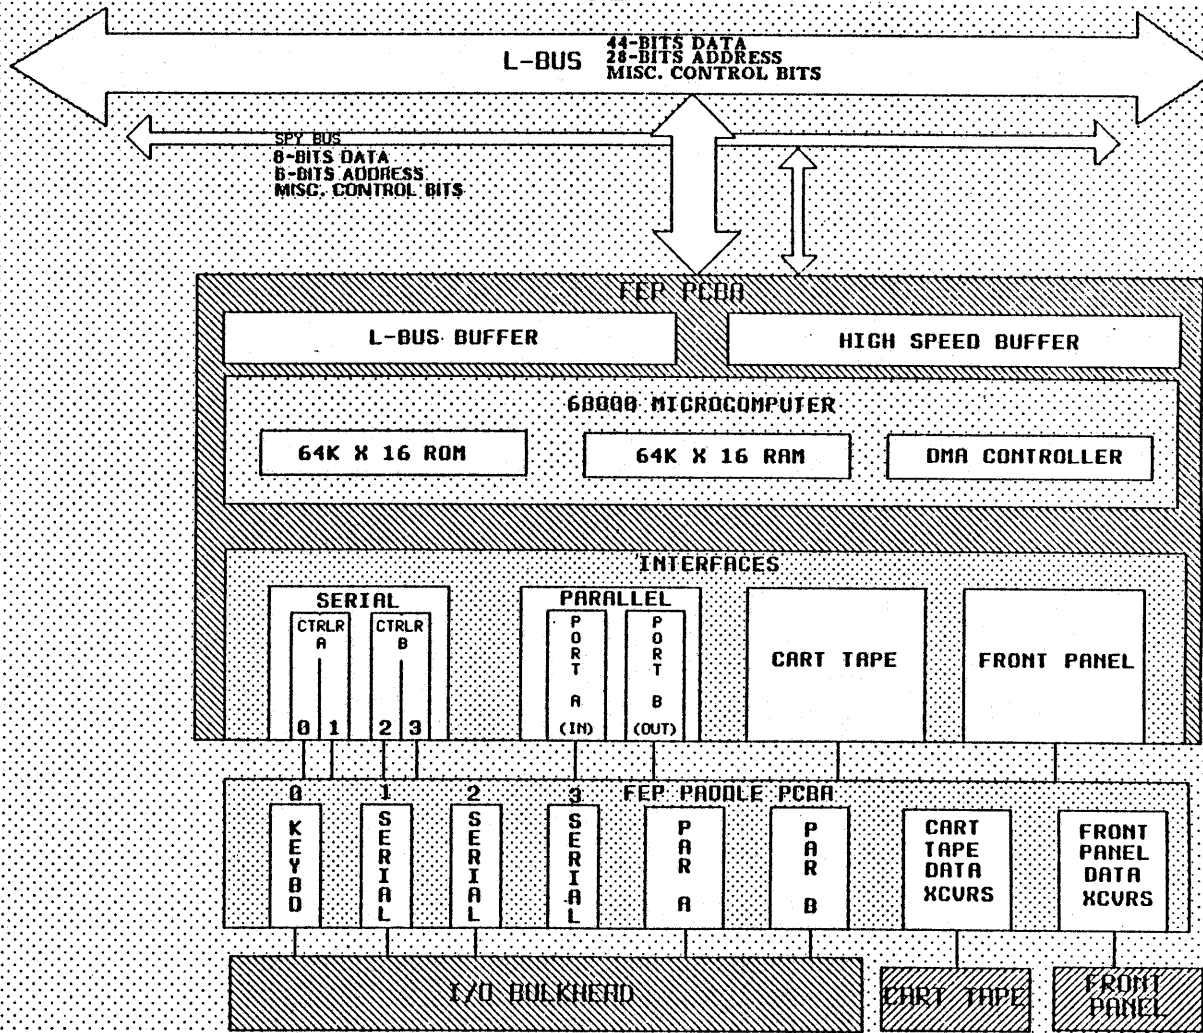 L-BUS
44-BITS DATA
28-BITS ADDRESS
MISC. CONTROL BITS
SPY BUS
8-BITS DATA
6-BITS ADDRESS
MISC. CONTROL BITS
FEP PCBA
L-BUS BUFFER
HIGH SPEED BUFFER
68000 MICROCOMPUTER
64K X 16 ROM
64K X 16 RAM
DMA CONTROLLER
INTERFACES
SERIAL
CTRLR A
CTRLR B
0 1 2 3
PARALLEL
PORT A (IN)
PORT B (OUT)
CART TAPE
FRONT PANEL
FEP PADDLE PCBA
0 KEYBD
1 SERIAL
2 SERIAL
3 SERIAL
PAR A
PAR B
CART
TAPE
DATA
XCVRS
FRONT
PANEL
DATA
XCVRS
I/O BULKHEAD
CART TAPE
FRONT
PANEL